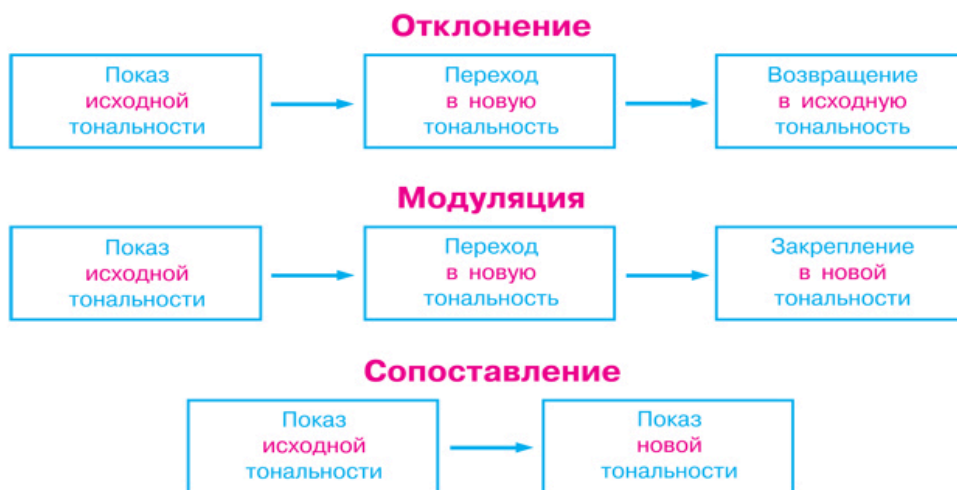 Отклонение
Показ
исходной
тональности
Переход
в новую
тональность
Возвращение
в исходную
тональность
Модуляция
Показ
исходной
тональности
Переход
в новую
тональность
Закрепление
в новой
тональности
Сопоставление
Показ
исходной
тональности
Показ
новой
тональности